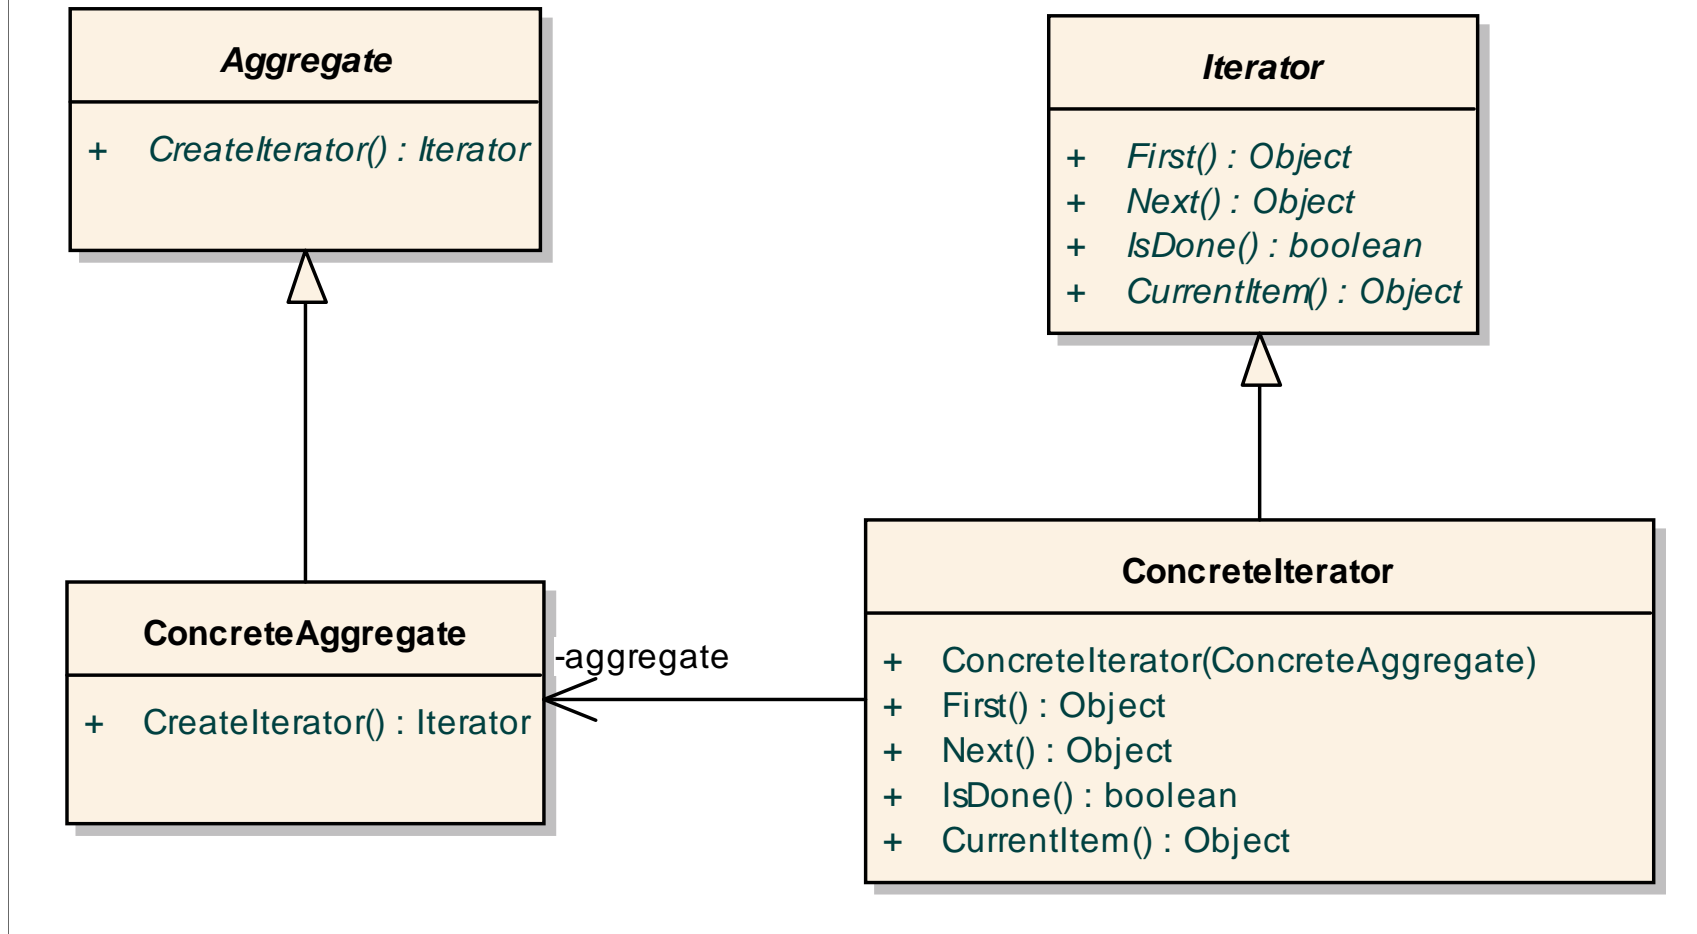 Aggregate
+ CreateIterator() : Iterator
Iterator
+ First() : Object
+ Next() : Object
+ IsDone() : boolean
+ CurrentItem() : Object
ConcreteAggregate
+ CreateIterator() : Iterator
-aggregate
ConcreteIterator
+ ConcreteIterator(ConcreteAggregate)
+ First() : Object
+ Next() : Object
+ IsDone() : boolean
+ CurrentItem() : Object